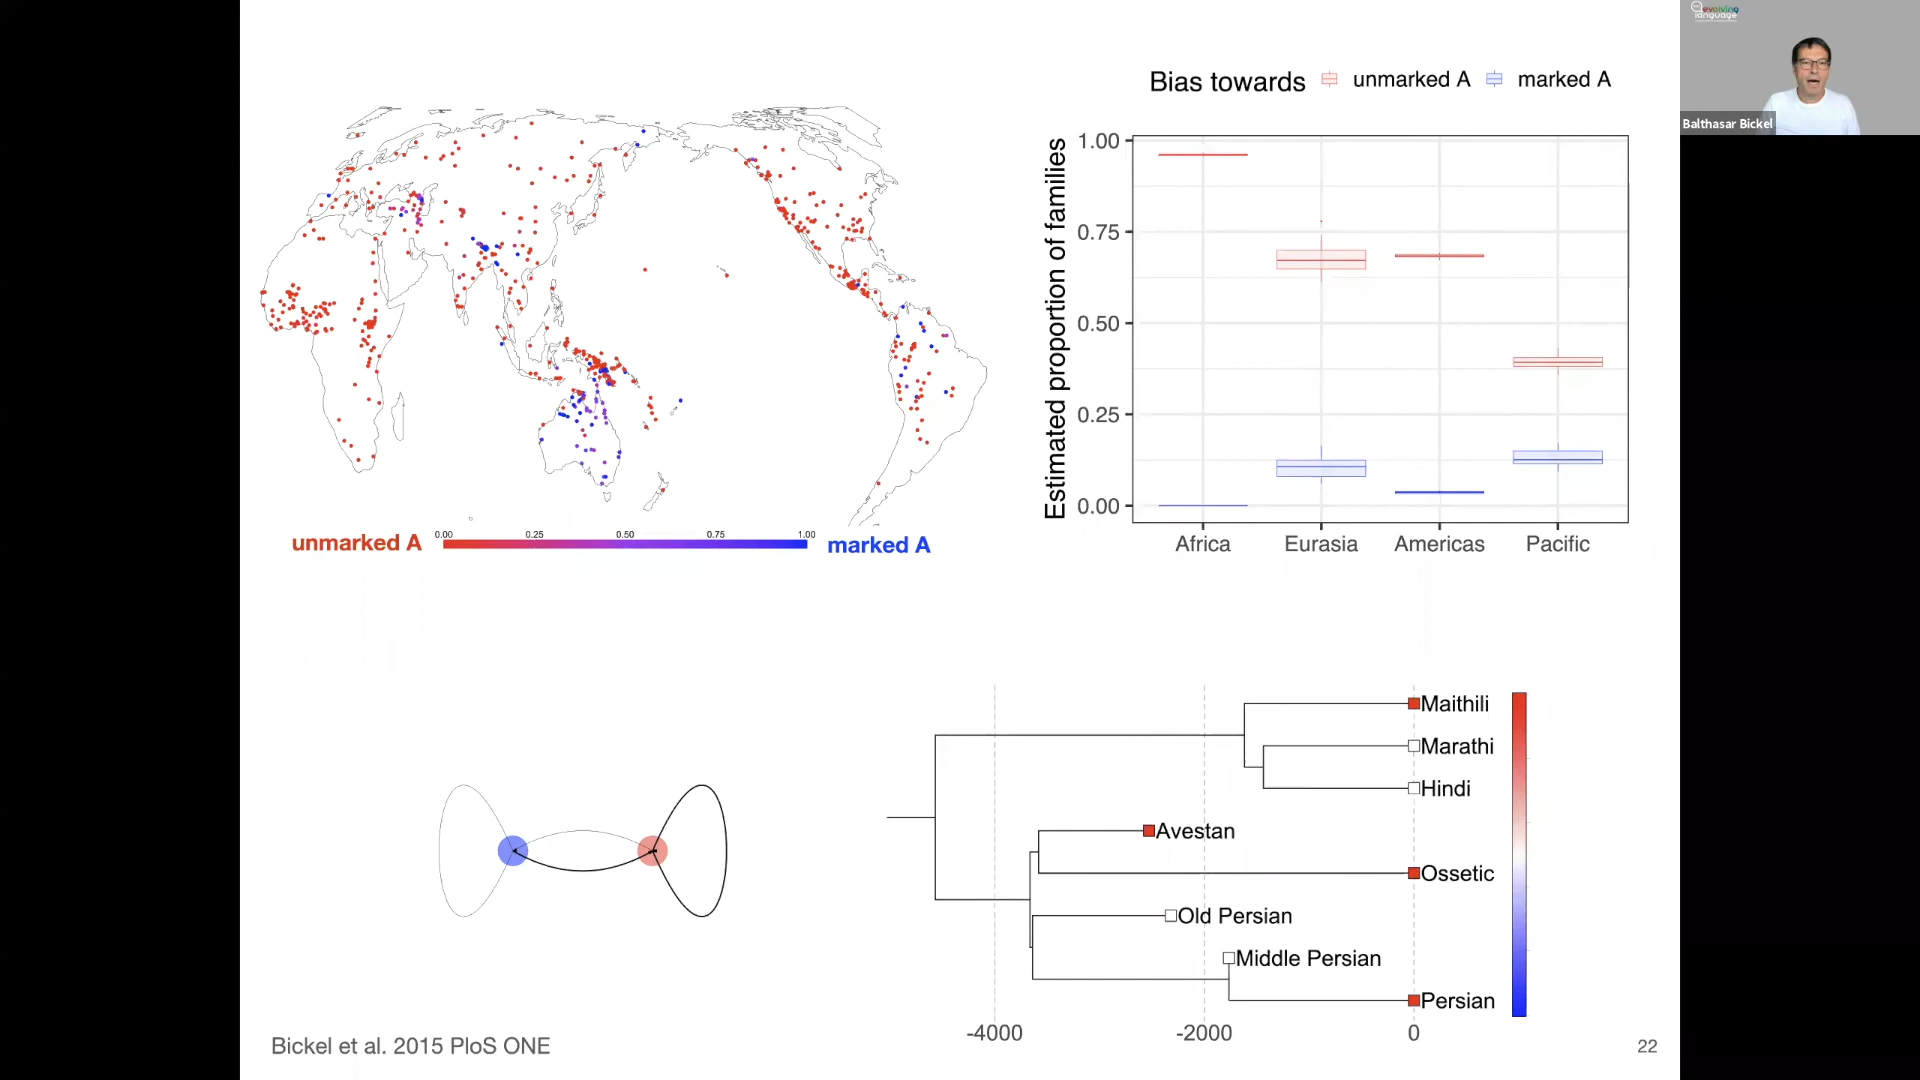 evolving
language
Balthasar Bickel
Bias towards unmarked A marked A
Estimated proportion of families
1.00
0.75
0.50
0.25
0.00
Africa Eurasia Americas Pacific
unmarked A 0.00 0.25 0.50 0.75 1.00 marked A
Maithili
Marathi
Hindi
Avestan
Ossetic
Old Persian
Middle Persian
Persian
-4000 -2000 0
Bickel et al. 2015 PloS ONE
22